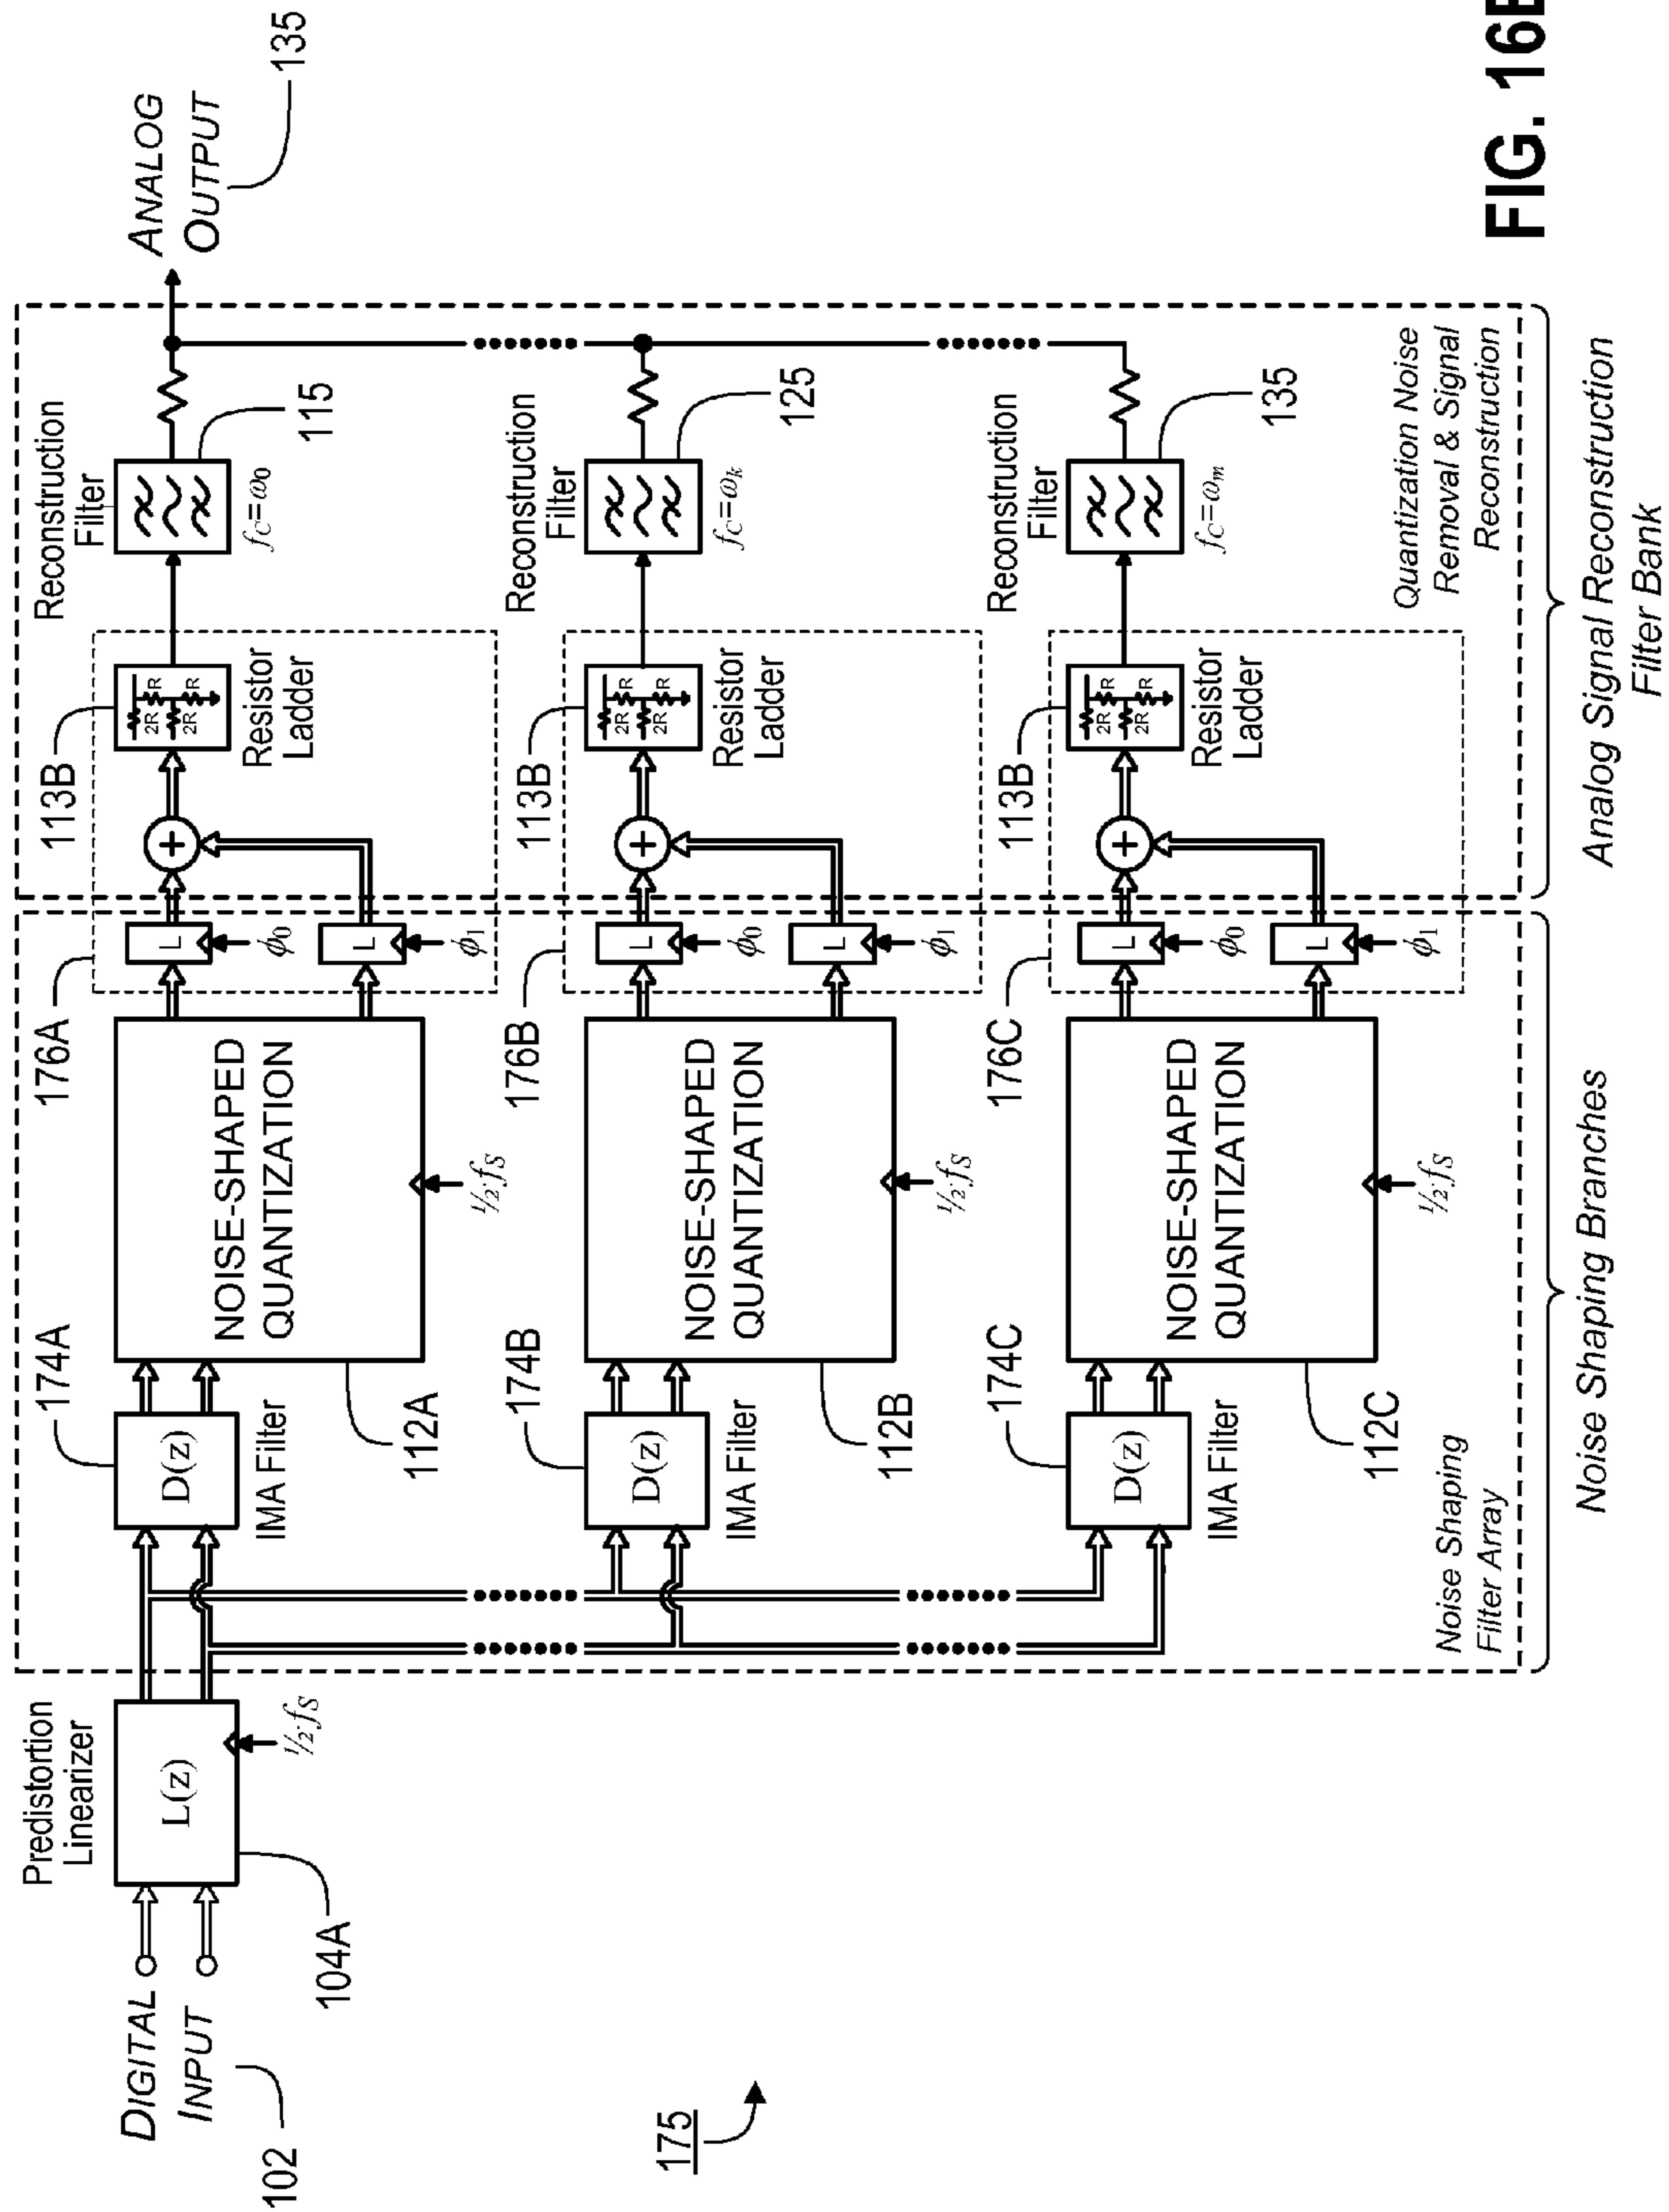 DIGITAL
INPUT
102
Predistortion
Linearizer
L(z)
½·fS
104A
174A
D(z)
IMA Filter
NOISE-SHAPED
QUANTIZATION
½·fS
112A
176A
L
ϕ0
L
ϕ1
113B
2R
R
2R
R
Resistor
Ladder
Reconstruction
Filter
fC=ω0
115
ANALOG
OUTPUT
135
174B
D(z)
IMA Filter
NOISE-SHAPED
QUANTIZATION
½·fS
112B
176B
L
ϕ0
L
ϕ1
113B
2R
R
2R
R
Resistor
Ladder
Reconstruction
Filter
fC=ωk
125
174C
D(z)
IMA Filter
NOISE-SHAPED
QUANTIZATION
½·fS
112C
176C
L
ϕ0
L
ϕ1
113B
2R
R
2R
R
Resistor
Ladder
Reconstruction
Filter
fC=ωm
135
Noise Shaping
Filter Array
Quantization Noise
Removal & Signal
Reconstruction
Noise Shaping Branches
Analog Signal Reconstruction
Filter Bank
175
FIG. 16B